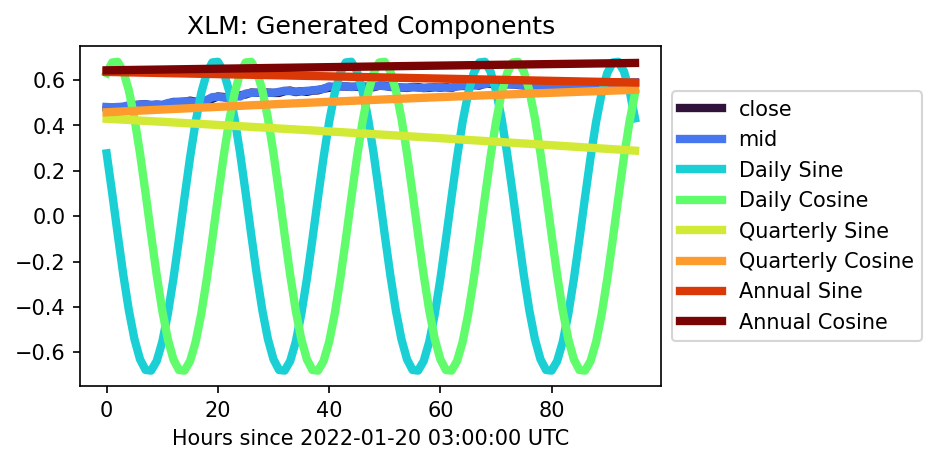 XLM: Generated Components
0.6
0.4
0.2
0.0
−0.2
−0.4
−0.6
0 20 40 60 80
Hours since 2022-01-20 03:00:00 UTC
close
mid
Daily Sine
Daily Cosine
Quarterly Sine
Quarterly Cosine
Annual Sine
Annual Cosine